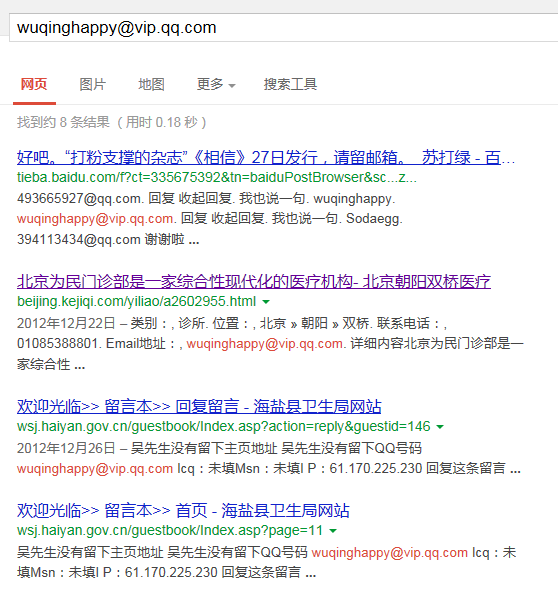 wuqinghappy@vip.qq.com
网页 图片 地图 更多 搜索工具
找到约 8 条结果 （用时 0.18 秒）
好吧。“打粉支撑的杂志”《相信》27日发行，请留邮箱。_苏打绿 - 百...
tieba.baidu.com/f?ct=335675392&tn=baiduPostBrowser&sc...z...
493665927@qq.com. 回复 收起回复. 我也说一句. wuqinghappy.
wuqinghappy@vip.qq.com. 回复 收起回复. 我也说一句. Sodaegg.
394113434@qq.com 谢谢啦 ...
北京为民门诊部是一家综合性现代化的医疗机构- 北京朝阳双桥医疗
beijing.kejiqi.com/yiliao/a2602955.html
2012年12月22日 – 类别：, 诊所. 位置：, 北京 » 朝阳 » 双桥. 联系电话：,
01085388801. Email地址：, wuqinghappy@vip.qq.com. 详细内容北京为民门诊部是一
家综合性 ...
欢迎光临>> 留言本>> 回复留言 - 海盐县卫生局网站
wsj.haiyan.gov.cn/guestbook/Index.asp?action=reply&guestid=146
2012年12月26日 – 吴先生没有留下主页地址 吴先生没有留下QQ号码
wuqinghappy@vip.qq.com Icq：未填Msn：未填I P：61.170.225.230 回复这条留言 ...
欢迎光临>> 留言本>> 首页 - 海盐县卫生局网站
wsj.haiyan.gov.cn/guestbook/Index.asp?page=11
吴先生没有留下主页地址 吴先生没有留下QQ号码 wuqinghappy@vip.qq.com Icq：未
填Msn：未填I P：61.170.225.230 回复这条留言 ...